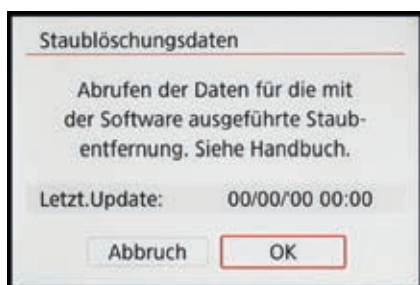 Staublöschungsdaten
Abrufen der Daten für die mit
der Software ausgeführte Staub-
entfernung. Siehe Handbuch.
Letzt.Update: 00/00/'00 00:00
Abbruch OK